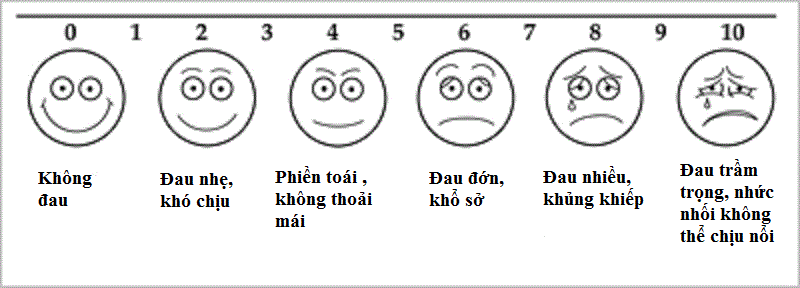 0 1 2 3 4 5 6 7 8 9 10
Không
đau
Đau nhẹ,
khó chịu
Phiền toái ,
không thoải
mái
Đau đớn,
khổ sở
Đau nhiều,
khủng khiếp
Đau trầm
trọng, nhức
nhối không
thể chịu nổi